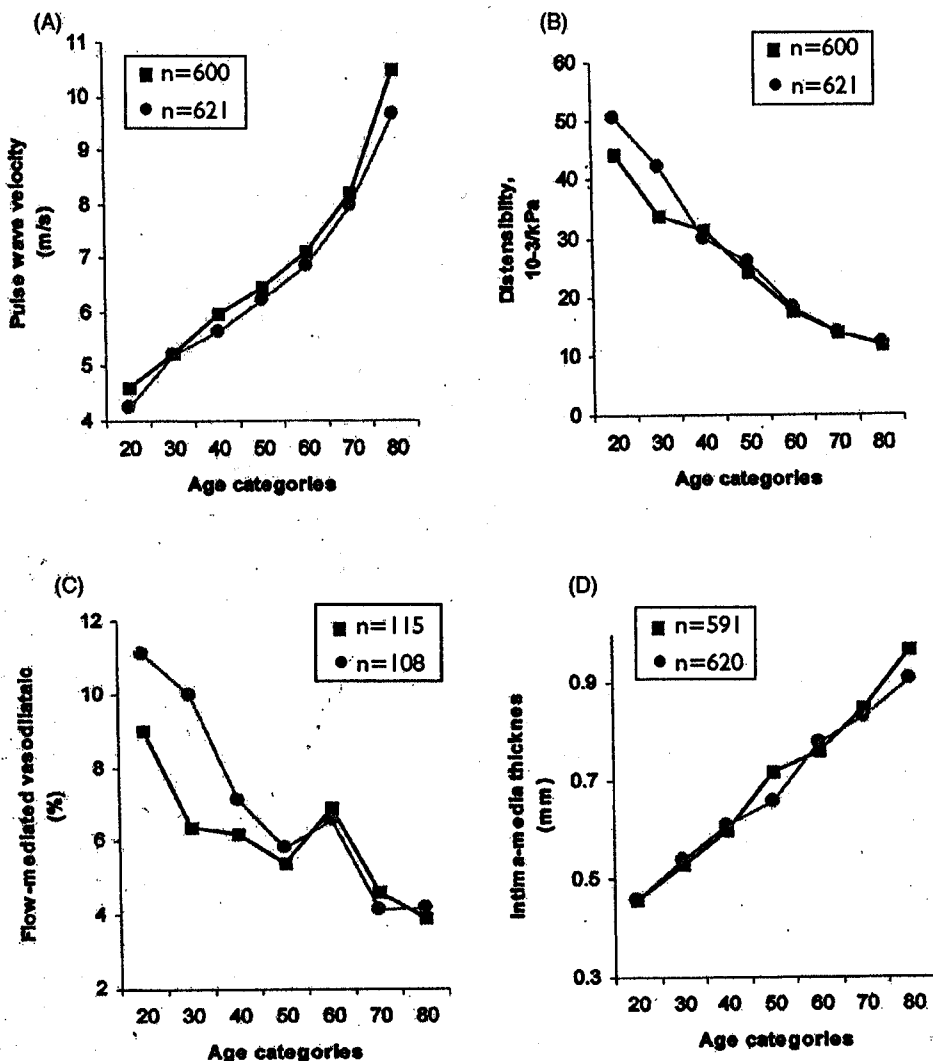 (A)
11
10
9
8
7
6
5
4
Pulse wave velocity
(m/s)
n=600
n=621
20 30 40 50 60 70 80
Age categories
(B)
60
50
40
30
20
10
0
Distensiblity,
10-3/kPa
n=600
n=621
20 30 40 50 60 70 80
Age categories
(C)
12
10
8
6
4
2
Flow-mediated vasodilataio
(%)
n=115
n=108
20 30 40 50 60 70 80
Age categories
(D)
0.9
0.7
0.5
0.3
Intima-media thicknes
(mm)
n=591
n=620
20 30 40 50 60 70 80
Age categories